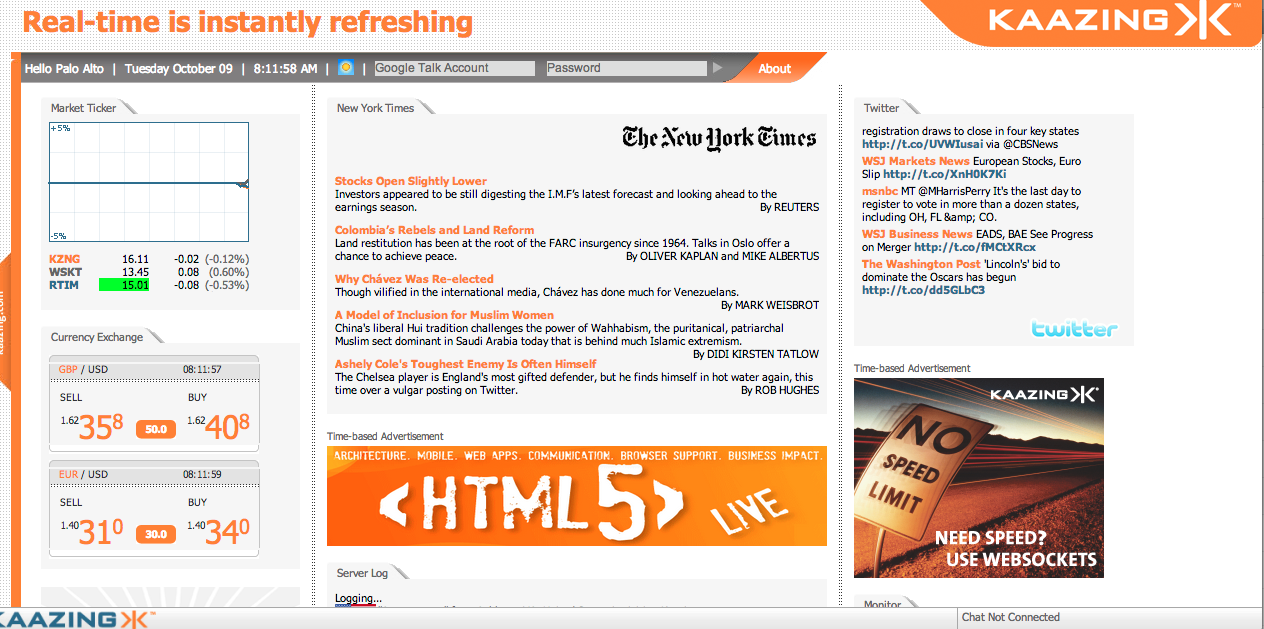 Real-time is instantly refreshing
KAAZING ™
Hello Palo Alto | Tuesday October 09 | 8:11:58 AM | | Google Talk Account Password About
Market Ticker
+5%
-5%
KZNG 16.11 -0.02 (-0.12%)
WSKT 13.45 0.08 (0.60%)
RTIM 15.01 -0.08 (-0.53%)
Currency Exchange
GBP / USD 08:11:57
SELL BUY
1.62 35 8 50.0 1.62 40 8
EUR / USD 08:11:59
SELL BUY
1.40 31 0 30.0 1.40 34 0
New York Times
The New York Times
Stocks Open Slightly Lower
Investors appeared to be still digesting the I.M.F's latest forecast and looking ahead to the
earnings season. By REUTERS
Colombia's Rebels and Land Reform
Land restitution has been at the root of the FARC insurgency since 1964. Talks in Oslo offer a
chance to achieve peace. By OLIVER KAPLAN and MIKE ALBERTUS
Why Chávez Was Re-elected
Though vilified in the international media, Chávez has done much for Venezuelans.
By MARK WEISBROT
A Model of Inclusion for Muslim Women
China's liberal Hui tradition challenges the power of Wahhabism, the puritanical, patriarchal
Muslim sect dominant in Saudi Arabia today that is behind much Islamic extremism.
By DIDI KIRSTEN TATLOW
Ashely Cole's Toughest Enemy Is Often Himself
The Chelsea player is England's most gifted defender, but he finds himself in hot water again, this
time over a vulgar posting on Twitter. By ROB HUGHES
Time-based Advertisement
ARCHITECTURE. MOBILE. WEB APPS. COMMUNICATION. BROWSER SUPPORT. BUSINESS IMPACT.
<HTML5> LIVE
Server Log
Logging...
Twitter
registration draws to close in four key states
http://t.co/UVWIusai via @CBSNews
WSJ Markets News European Stocks, Euro
Slip http://t.co/XnH0K7Ki
msnbc MT @MHarrisPerry It's the last day to
register to vote in more than a dozen states,
including OH, FL &amp; CO.
WSJ Business News EADS, BAE See Progress
on Merger http://t.co/fMCtXRcx
The Washington Post 'Lincoln's' bid to
dominate the Oscars has begun
http://t.co/dd5GLbC3
twitter
Time-based Advertisement
KAAZING
NO
SPEED
LIMIT
NEED SPEED?
USE WEBSOCKETS
Monitor
KAAZING ™
Chat Not Connected